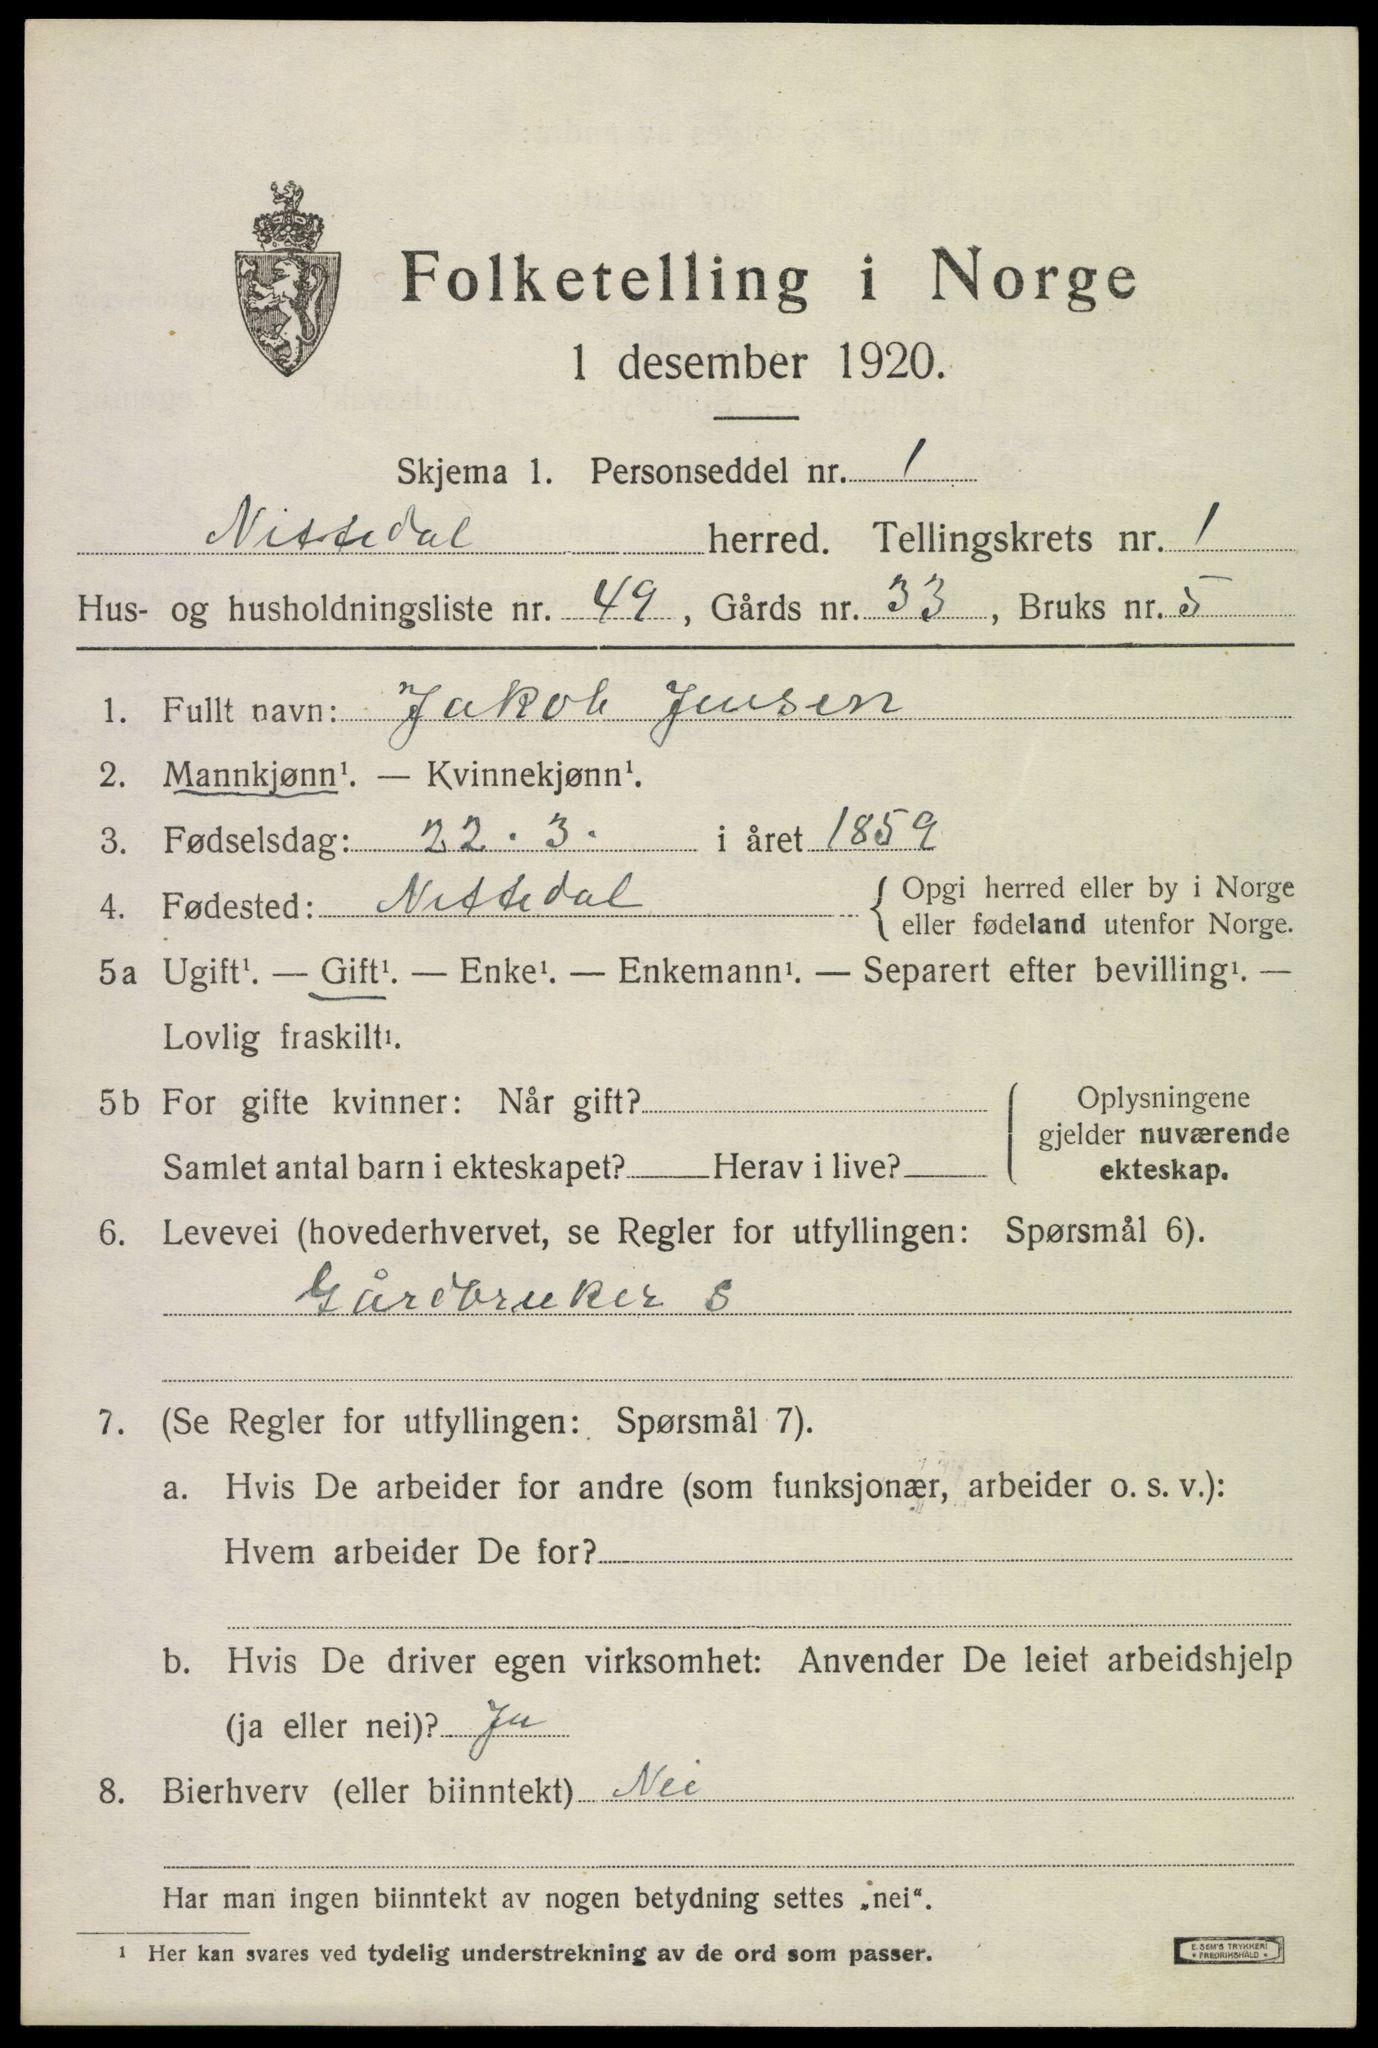 Folketelling i Norge
1 desember 1920.
Skjema 1. Personseddel nr. 1
Nittedal herred. Tellingskrets nr. 1
Hus- og husholdningsliste nr. 49, Gårds nr. 33, Bruks nr. 5
1. Fullt navn: Jakob Jensen
2. Mannkjønn¹. — Kvinnekjønn¹.
3. Fødselsdag: 22. 3. i året 1859
4. Fødested: Nittedal { Opgi herred eller by i Norge
eller fødeland utenfor Norge.
5a Ugift¹. — Gift¹. — Enke¹. — Enkemann¹. — Separert efter bevilling¹. —
Lovlig fraskilt¹.
5b For gifte kvinner: Når gift?
Samlet antal barn i ekteskapet? Herav i live?
Oplysningene
gjelder nuværende
ekteskap.
6. Levevei (hovederhvervet, se Regler for utfyllingen: Spørsmål 6).
Gårdbruker S
7. (Se Regler for utfyllingen: Spørsmål 7).
a. Hvis De arbeider for andre (som funksjonær, arbeider o. s. v.):
Hvem arbeider De for?
b. Hvis De driver egen virksomhet: Anvender De leiet arbeidshjelp
(ja eller nei)? Ja
8. Bierhverv (eller biinntekt) Nei
Har man ingen biinntekt av nogen betydning settes „nei“.
¹ Her kan svares ved tydelig understrekning av de ord som passer.
E. SEM'S TRYKKERI
• FREDRIKSHALD •